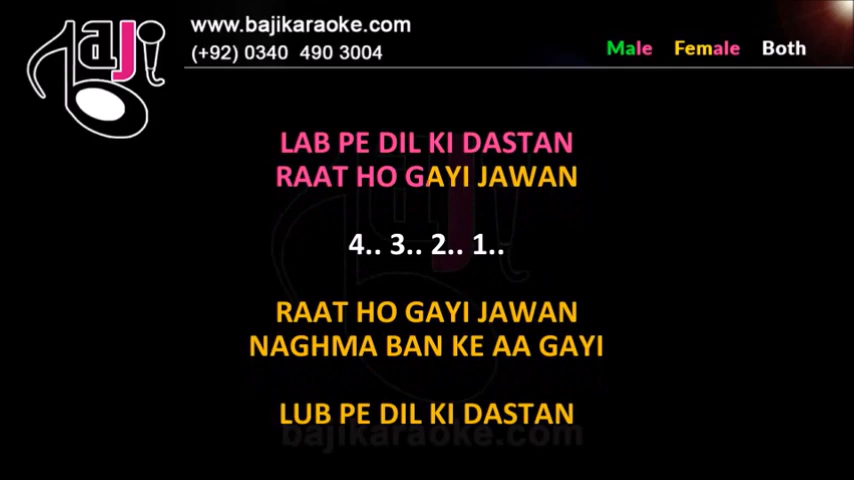 www.bajikaraoke.com
(+92) 0340 490 3004
baji
Male Female Both
LAB PE DIL KI DASTAN
RAAT HO GAYI JAWAN
4.. 3.. 2.. 1..
RAAT HO GAYI JAWAN
NAGHMA BAN KE AA GAYI
LUB PE DIL KI DASTAN
bajikaraoke.com